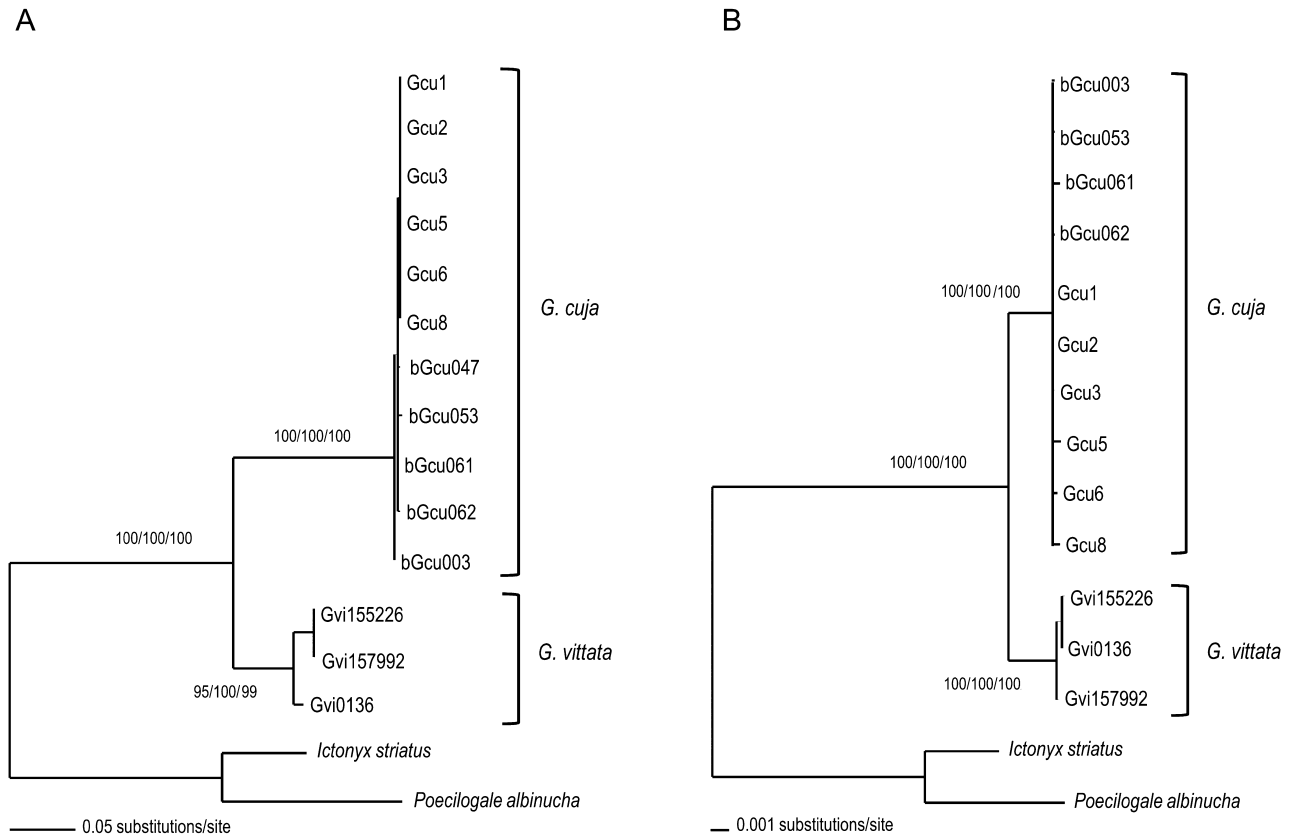 A
Gcu1
Gcu2
Gcu3
Gcu5
Gcu6
Gcu8
bGcu047
bGcu053
bGcu061
bGcu062
bGcu003
G. cuja
100/100/100
100/100/100
Gvi155226
Gvi157992
Gvi0136
G. vittata
95/100/99
Ictonyx striatus
Poecilogale albinucha
0.05 substitutions/site
B
bGcu003
bGcu053
bGcu061
bGcu062
Gcu1
Gcu2
Gcu3
Gcu5
Gcu6
Gcu8
G. cuja
100/100/100
100/100/100
Gvi155226
Gvi0136
Gvi157992
G. vittata
100/100/100
Ictonyx striatus
Poecilogale albinucha
0.001 substitutions/site